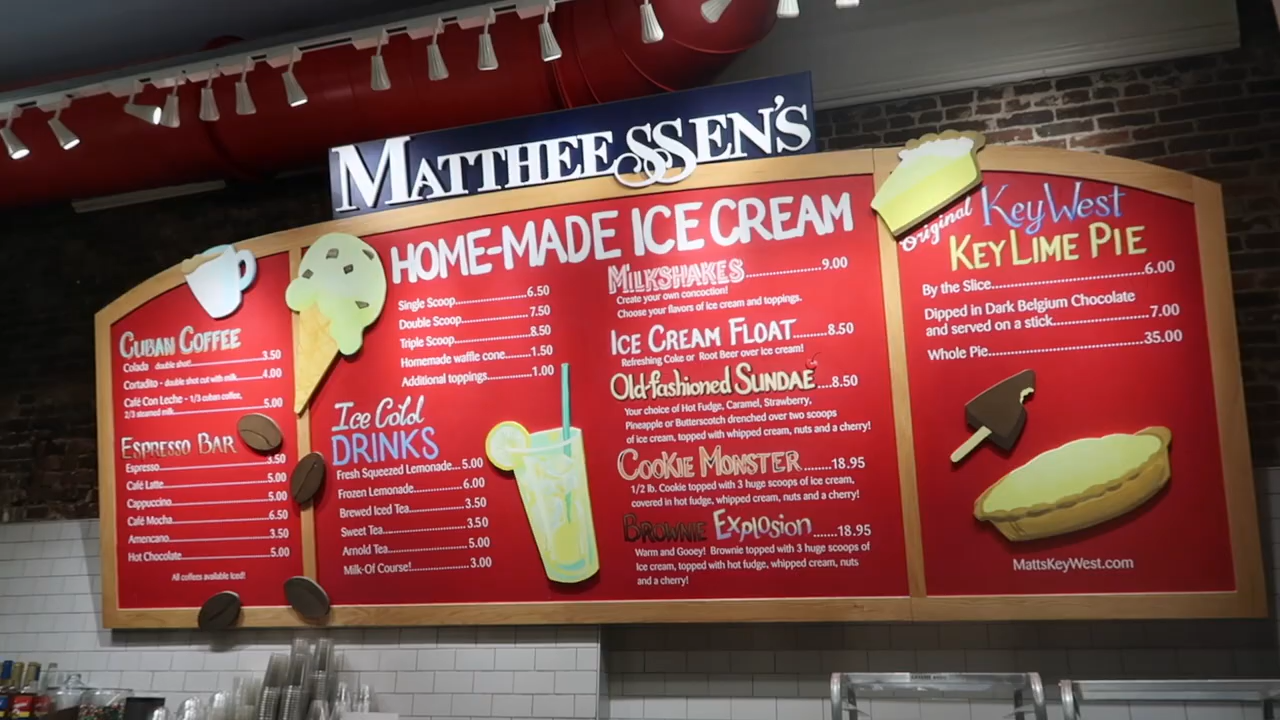 MATTHEESSEN'S
CUBAN COFFEE
Colada double shot 3.50
Cortadito - double shot cut with milk 4.00
Café Con Leche - 1/3 cuban coffee,
2/3 steamed milk 5.00
ESPRESSO BAR
Espresso 3.50
Café Latte 5.00
Cappuccino 5.00
Café Mocha 6.50
Americano 3.50
Hot Chocolate 5.00
All coffees available Iced!
HOME-MADE ICE CREAM
Single Scoop 6.50
Double Scoop 7.50
Triple Scoop 8.50
Homemade waffle cone 1.50
Additional toppings 1.00
Ice Cold
DRINKS
Fresh Squeezed Lemonade... 5.00
Frozen Lemonade 6.00
Brewed Iced Tea 3.50
Sweet Tea 3.50
Arnold Tea 5.00
Milk-Of Course! 3.00
MILKSHAKES 9.00
Create your own concoction!
Choose your flavors of ice cream and toppings.
ICE CREAM FLOAT 8.50
Refreshing Coke or Root Beer over ice cream!
Old-fashioned SUNDAE 8.50
Your choice of Hot Fudge, Caramel, Strawberry,
Pineapple or Butterscotch drenched over two scoops
of ice cream, topped with whipped cream, nuts and a cherry!
COOKIE MONSTER 18.95
1/2 lb. Cookie topped with 3 huge scoops of ice cream,
covered in hot fudge, whipped cream, nuts and a cherry!
BROWNIE Explosion 18.95
Warm and Gooey! Brownie topped with 3 huge scoops of
Ice cream, topped with hot fudge, whipped cream, nuts
and a cherry!
Original Key West
KEY LIME PIE
By the Slice 6.00
Dipped in Dark Belgium Chocolate
and served on a stick 7.00
Whole Pie 35.00
MattsKeyWest.com